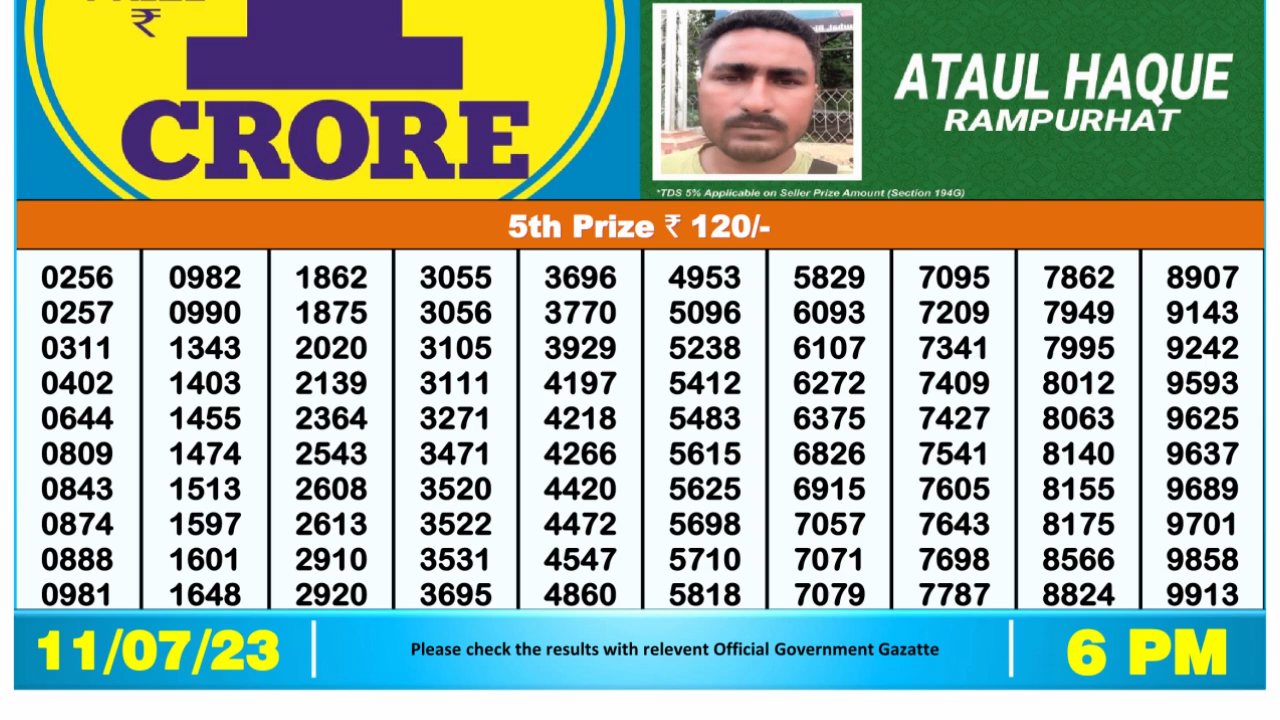 ₹
CRORE
ATAUL HAQUE
RAMPURHAT
*TDS 5% Applicable on Seller Prize Amount (Section 194G)
5th Prize ₹ 120/-
0256 0982 1862 3055 3696 4953 5829 7095 7862 8907
0257 0990 1875 3056 3770 5096 6093 7209 7949 9143
0311 1343 2020 3105 3929 5238 6107 7341 7995 9242
0402 1403 2139 3111 4197 5412 6272 7409 8012 9593
0644 1455 2364 3271 4218 5483 6375 7427 8063 9625
0809 1474 2543 3471 4266 5615 6826 7541 8140 9637
0843 1513 2608 3520 4420 5625 6915 7605 8155 9689
0874 1597 2613 3522 4472 5698 7057 7643 8175 9701
0888 1601 2910 3531 4547 5710 7071 7698 8566 9858
0981 1648 2920 3695 4860 5818 7079 7787 8824 9913
11/07/23 Please check the results with relevent Official Government Gazatte 6 PM